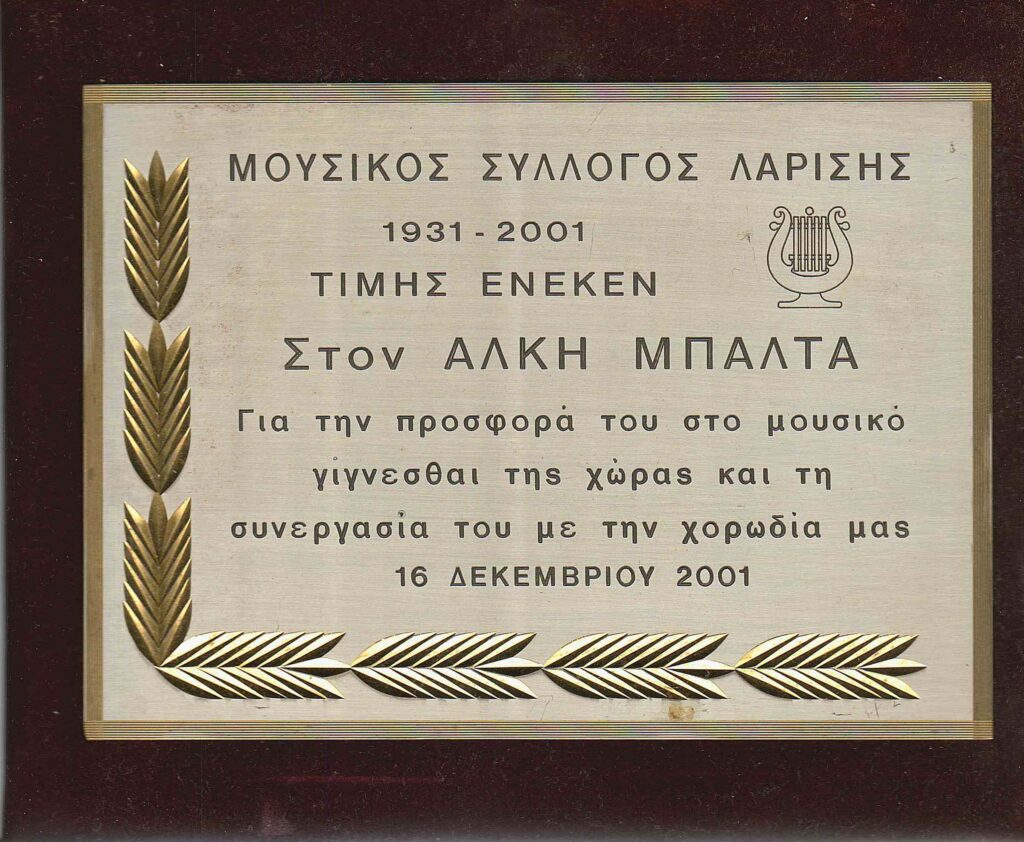 ΜΟΥΣΙΚΟΣ ΣΥΛΛΟΓΟΣ ΛΑΡΙΣΗΣ
1931 - 2001
ΤΙΜΗΣ ΕΝΕΚΕΝ
Στον ΑΛΚΗ ΜΠΑΛΤΑ
Για την προσφορά του στο μουσικό
γίγνεσθαι της χώρας και τη
συνεργασία του με την χορωδία μας
16 ΔΕΚΕΜΒΡΙΟΥ 2001